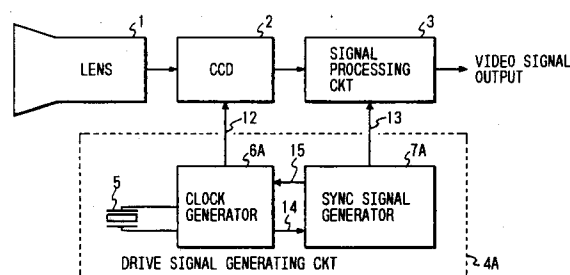 1
2
3
LENS
CCD
SIGNAL
PROCESSING
CKT
VIDEO SIGNAL
OUTPUT
12
13
6A
15
7A
5
CLOCK
GENERATOR
14
SYNC SIGNAL
GENERATOR
DRIVE SIGNAL GENERATING CKT
4A